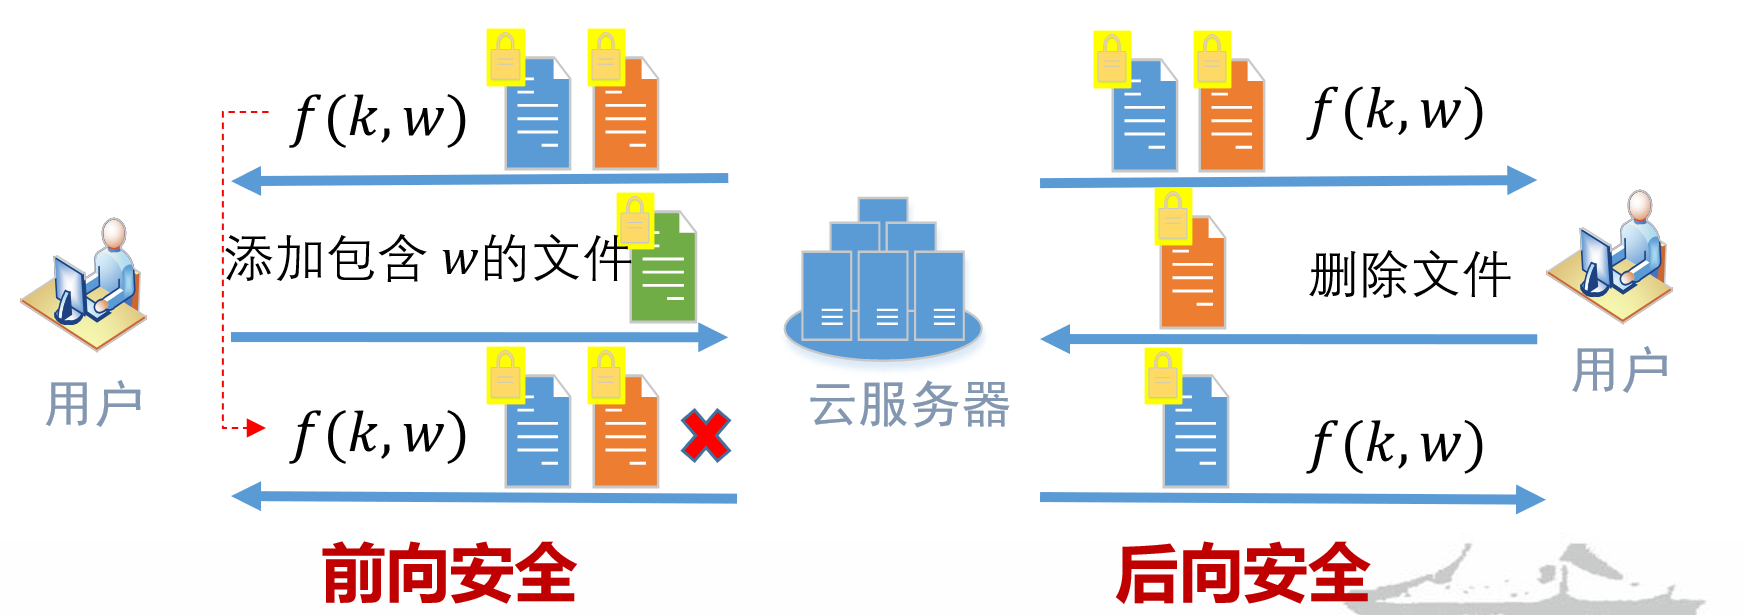 f(k,w)
添加包含 w的文件
f(k,w)
用户
前向安全
云服务器
f(k,w)
删除文件
f(k,w)
用户
后向安全